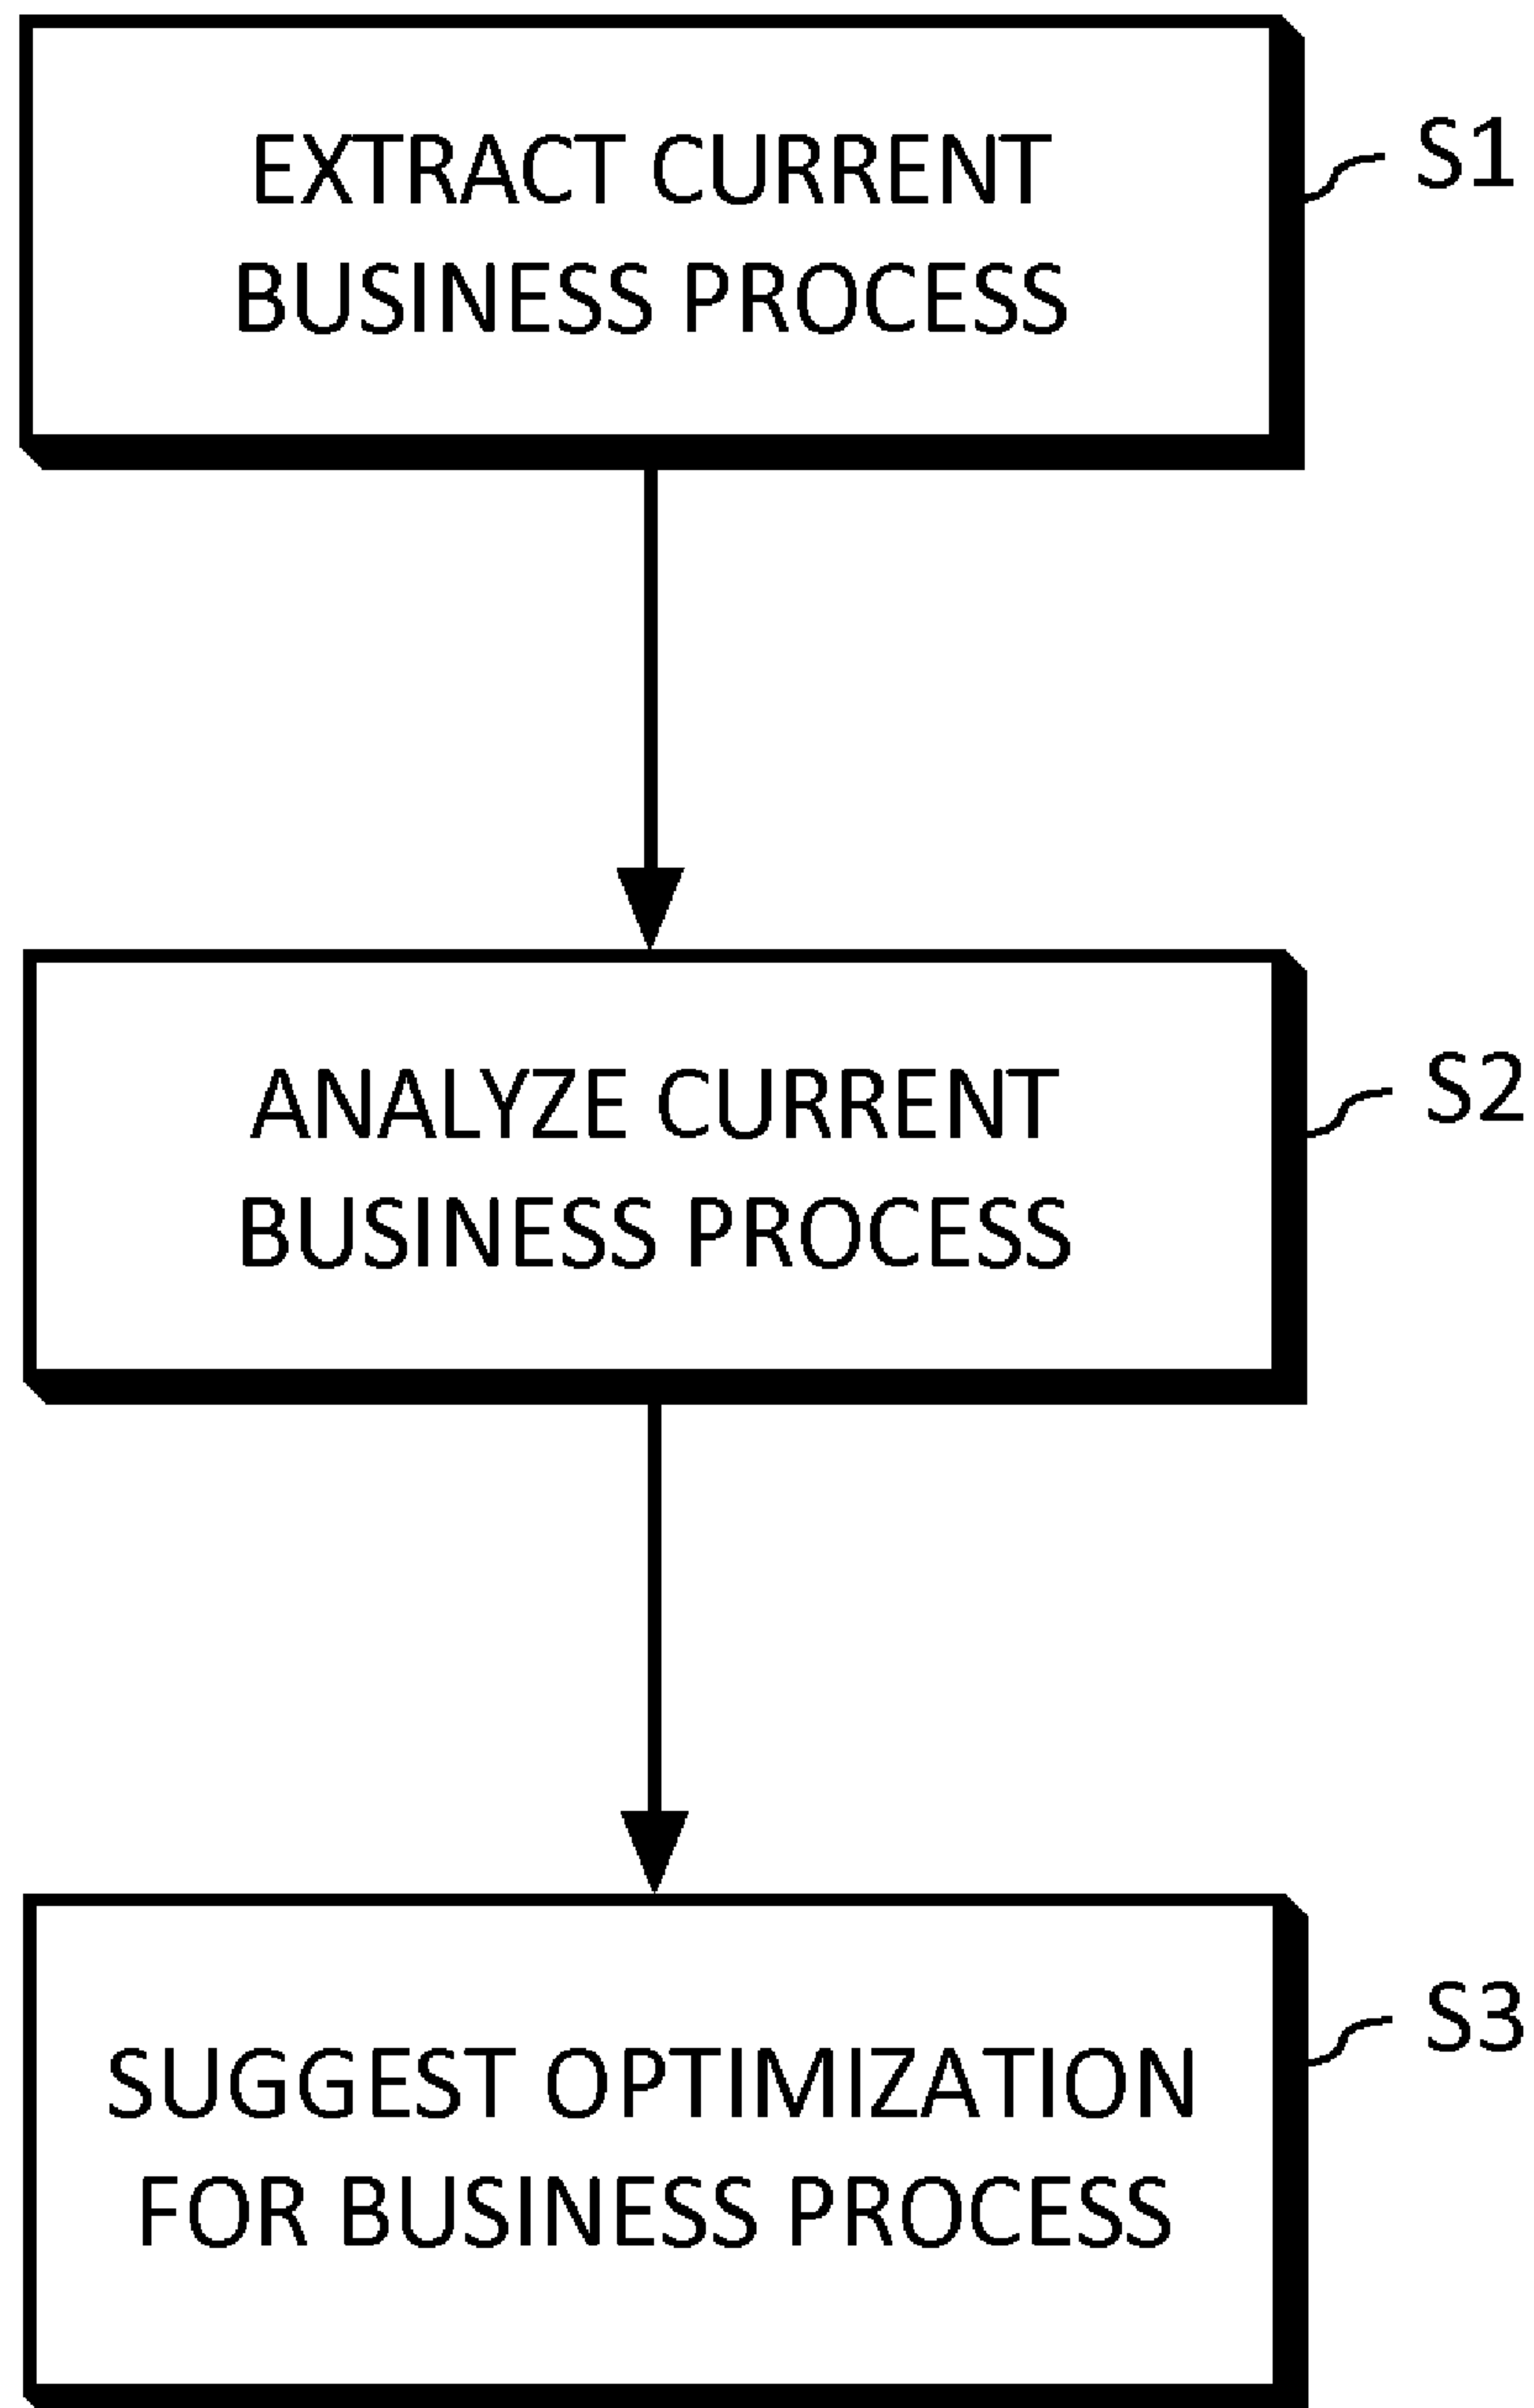 EXTRACT CURRENT
BUSINESS PROCESS
S1
ANALYZE CURRENT
BUSINESS PROCESS
S2
SUGGEST OPTIMIZATION
FOR BUSINESS PROCESS
S3